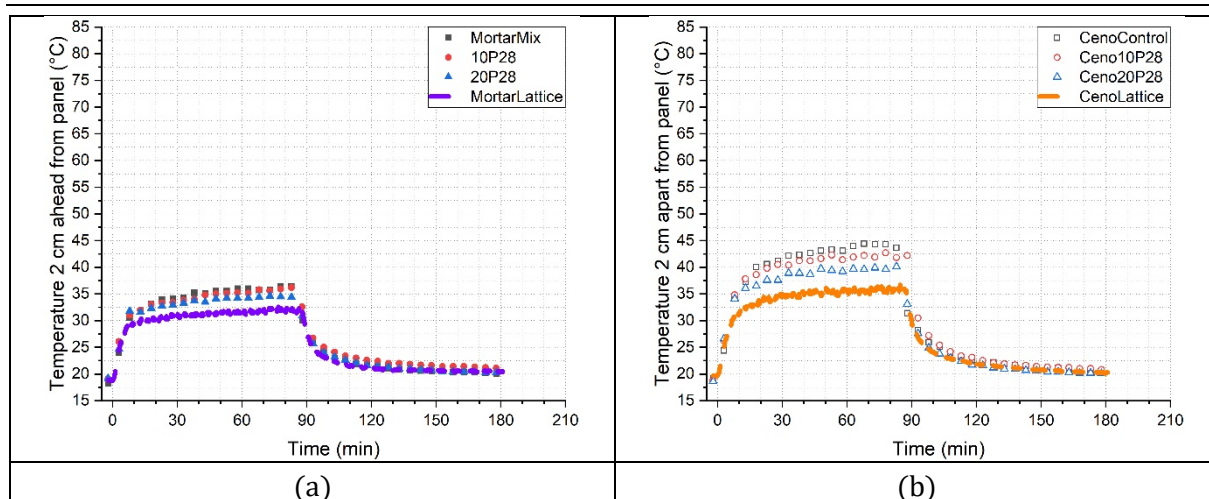 Temperature 2 cm ahead from panel (°C)
85
80
75
70
65
60
55
50
45
40
35
30
25
20
15
MortarMix
10P28
20P28
MortarLattice
0 30 60 90 120 150 180 210
Time (min)
(a)
Temperature 2 cm apart from panel (°C)
85
80
75
70
65
60
55
50
45
40
35
30
25
20
15
CenoControl
Ceno10P28
Ceno20P28
CenoLattice
0 30 60 90 120 150 180 210
Time (min)
(b)